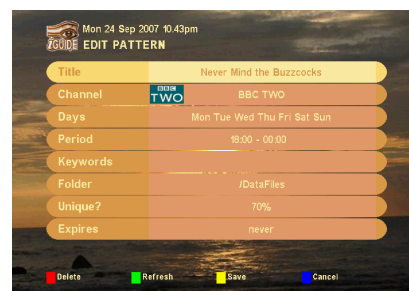 Mon 24 Sep 2007 10.43pm
iGUIDE EDIT PATTERN
Title Never Mind the Buzzcocks
Channel BBC TWO BBC TWO
Days Mon Tue Wed Thu Fri Sat Sun
Period 18:00 - 00:00
Keywords
Folder /DataFiles
Unique? 70%
Expires never
Delete Refresh Save Cancel